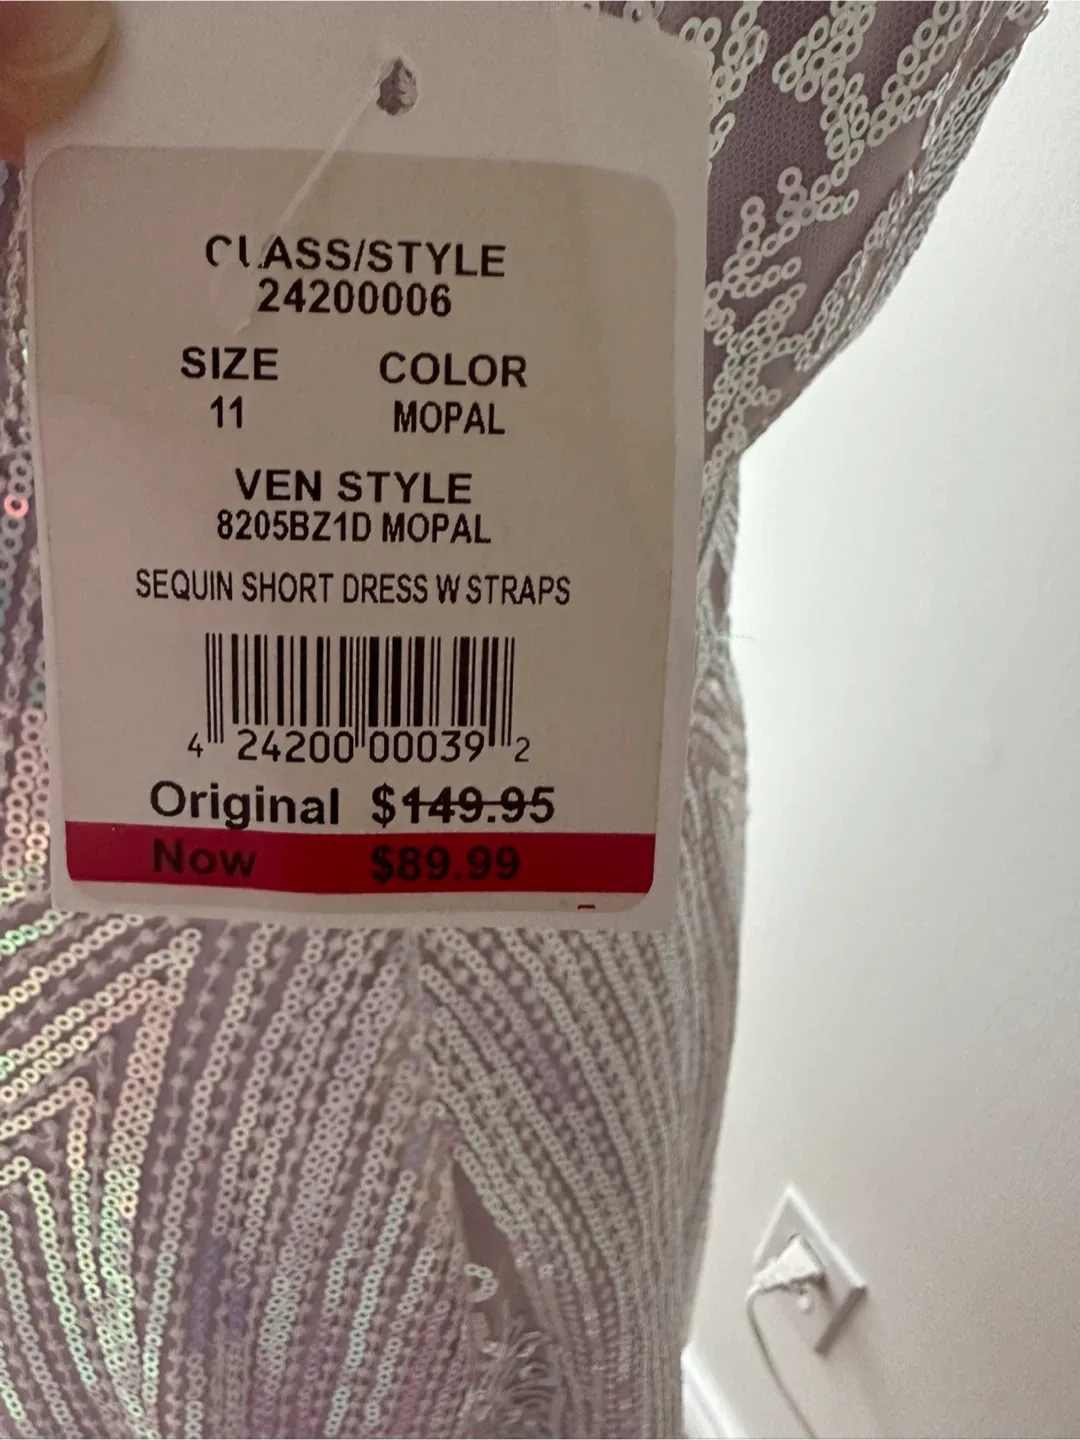 CLASS/STYLE
24200006
SIZE COLOR
11 MOPAL
VEN STYLE
8205BZ1D MOPAL
SEQUIN SHORT DRESS W STRAPS
4 24200 00039 2
Original $149.95
Now $89.99